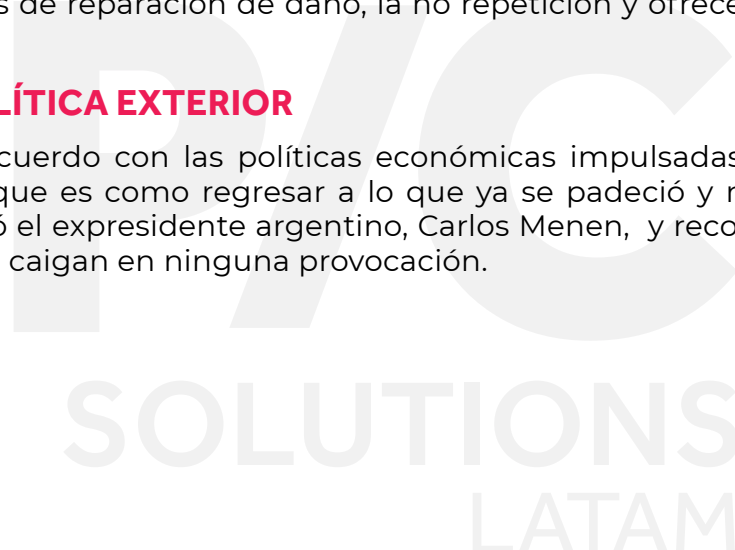 s de reparación de daño, la no repetición y ofrece
LÍTICA EXTERIOR
cuerdo con las políticas económicas impulsadas
que es como regresar a lo que ya se padeció y
ó el expresidente argentino, Carlos Menen, y reco
caigan en ninguna provocación.
P/C
SOLUTIONS
LATAM